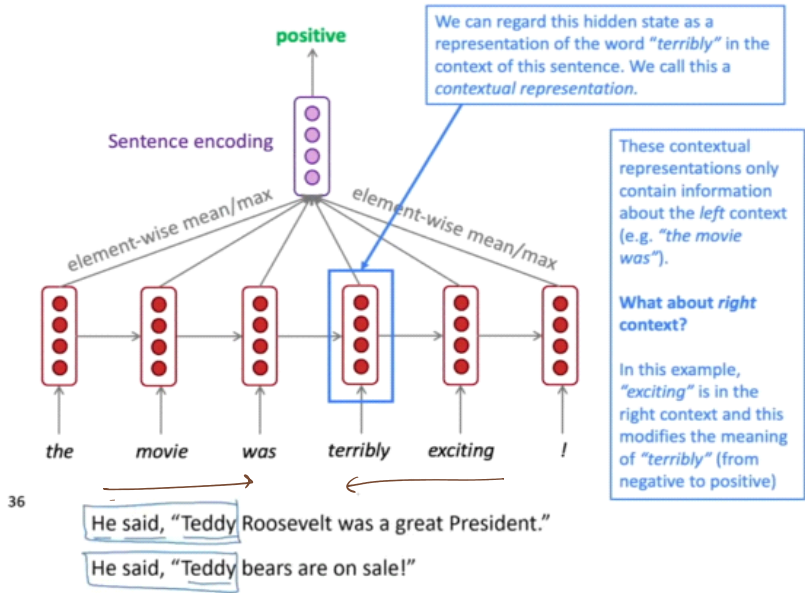 positive
We can regard this hidden state as a
representation of the word “terribly” in the
context of this sentence. We call this a
contextual representation.
Sentence encoding
element-wise mean/max
element-wise mean/max
These contextual
representations only
contain information
about the left context
(e.g. “the movie
was”).
What about right
context?
In this example,
“exciting” is in the
right context and this
modifies the meaning
of “terribly” (from
negative to positive)
the movie was terribly exciting !
36
He said, “Teddy Roosevelt was a great President.”
He said, “Teddy bears are on sale!”